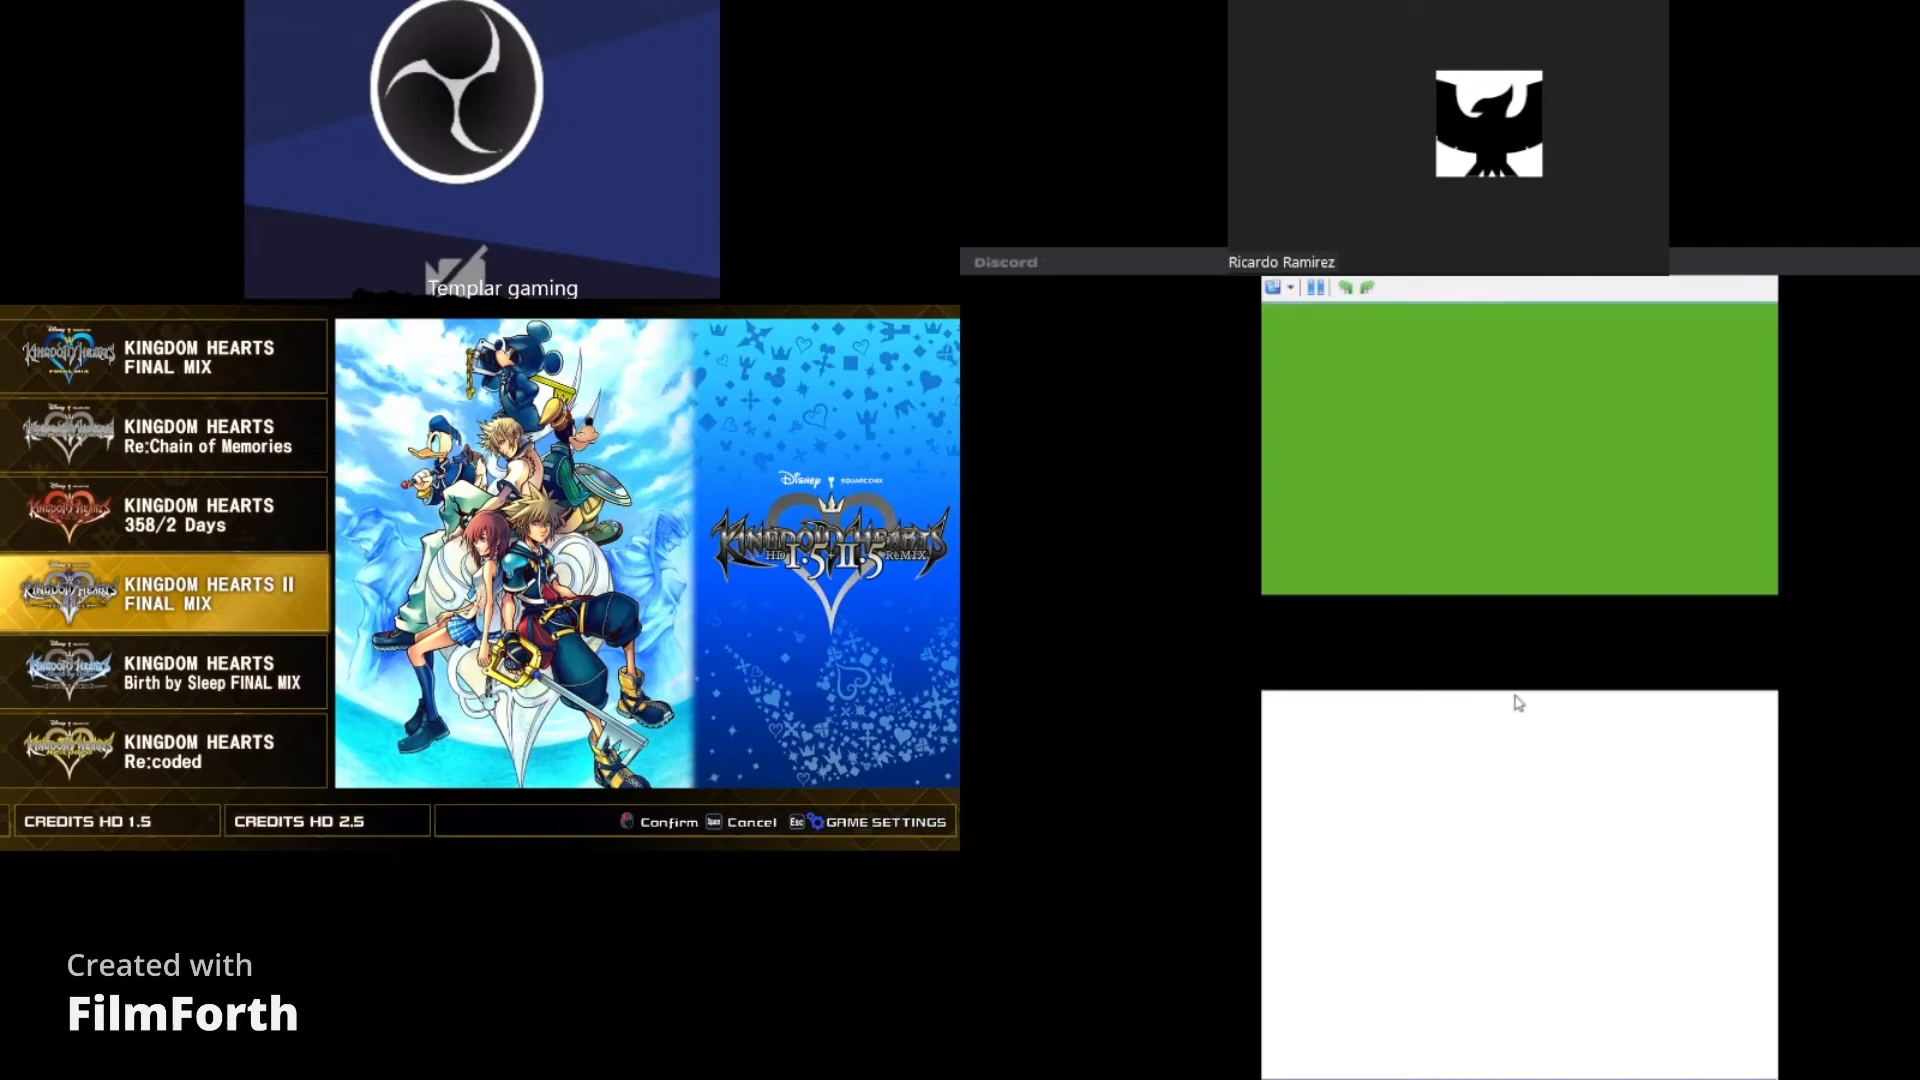 Templar gaming
Discord
Ricardo Ramirez
KINGDOM HEARTS
FINAL MIX
KINGDOM HEARTS
Re:Chain of Memories
KINGDOM HEARTS
358/2 Days
KINGDOM HEARTS II
FINAL MIX
KINGDOM HEARTS
Birth by Sleep FINAL MIX
KINGDOM HEARTS
Re:coded
Disney SQUARE ENIX
KINGDOM HEARTS
HD 1.5+II.5 ReMIX
CREDITS HD 1.5
CREDITS HD 2.5
Confirm
Cancel
Esc GAME SETTINGS
Created with
FilmForth